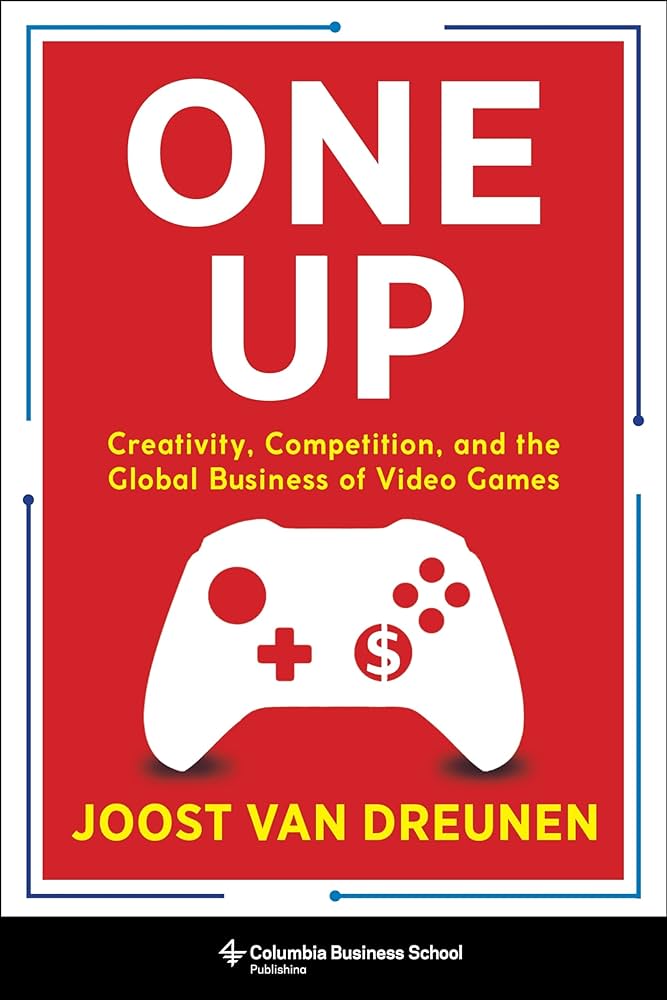 ONE
UP
Creativity, Competition, and the
Global Business of Video Games
$
JOOST VAN DREUNEN
Columbia Business School
Publishing